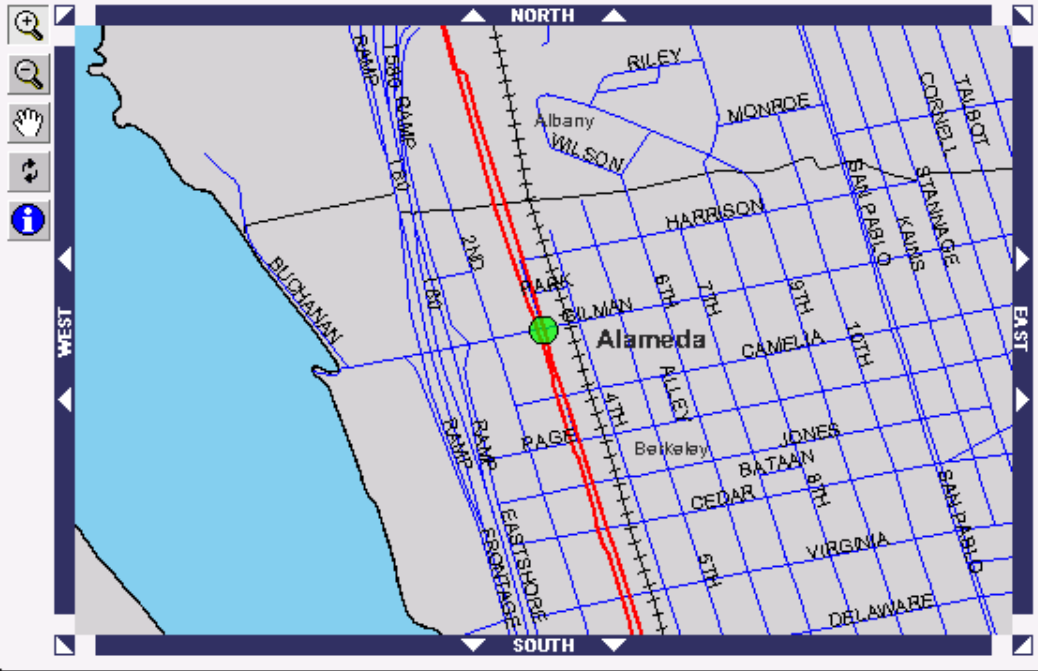 NORTH
RAMP
I 580
RAMP
RILEY
MONROE
CORNELL
TALBOT
Albany
WILSON
I 80
SAN PABLO
STANNAGE
HARRISON
KAINS
2ND
BUCHANAN
I 80
PARK
6TH
7TH
9TH
GILMAN
WEST
EAST
Alameda
CAMELIA
10TH
ALLEY
4TH
RAMP
RAMP
PAGE
JONES
Berkeley
BATAAN
CEDAR
8TH
SAN PABLO
EASTSHORE
FRONTAGE
VIRGINIA
5TH
DELAWARE
SOUTH